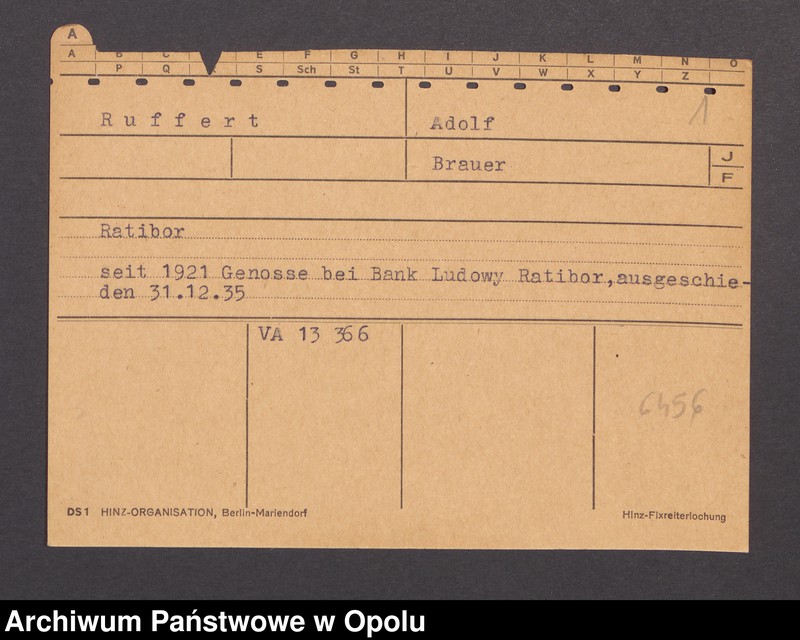 A
A B C E F G H I J K L M N O
P Q S Sch St T U V W X Y Z
1
Ruffert Adolf
Brauer J
F
Ratibor
seit 1921 Genosse bei Bank Ludowy Ratibor, ausgeschie-
den 31.12.35
VA 13 366
6456
DS1 HINZ-ORGANISATION, Berlin-Mariendorf Hinz-Fixreiterlochung
Archiwum Państwowe w Opolu